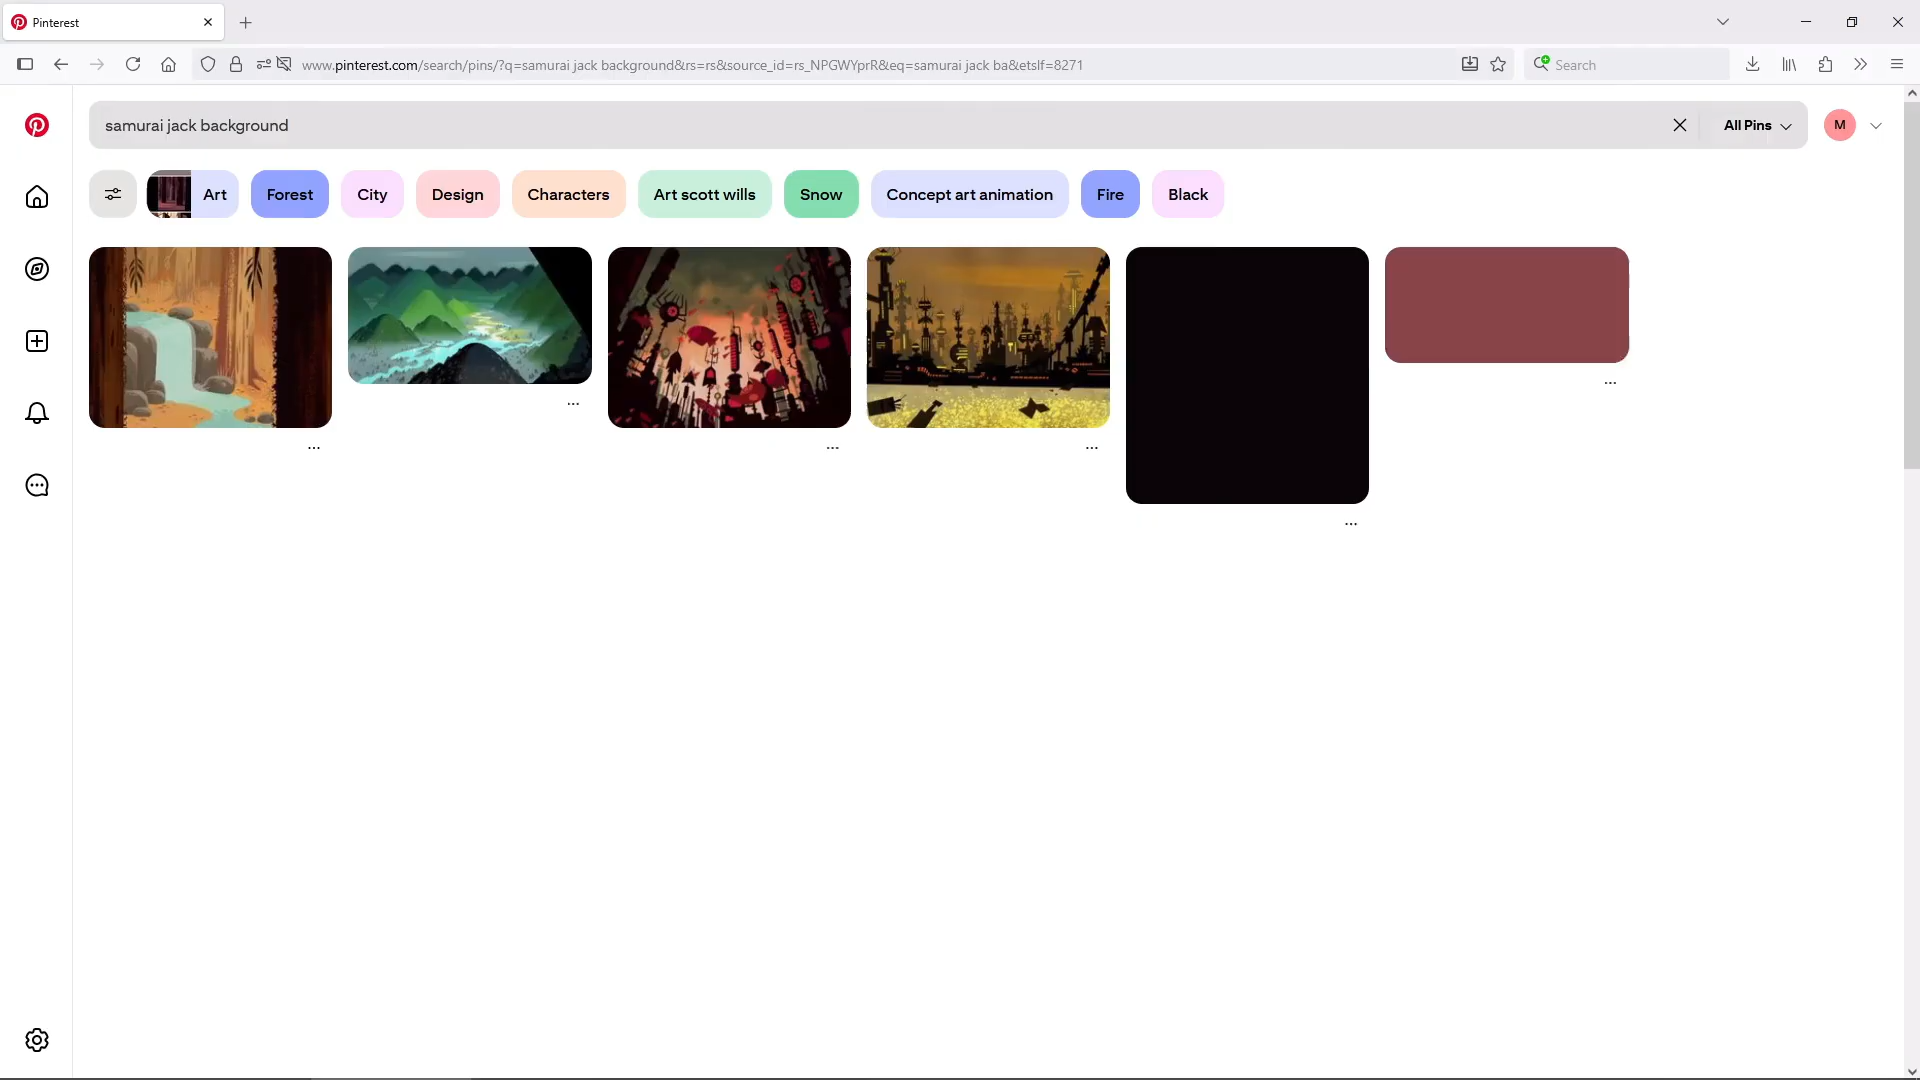 Pinterest
www.pinterest.com/search/pins/?q=samurai jack background&rs=rs&source_id=rs_NPGWYprR&eq=samurai jack ba&etslf=8271
Search
samurai jack background
All Pins
M
Art
Forest
City
Design
Characters
Art scott wills
Snow
Concept art animation
Fire
Black